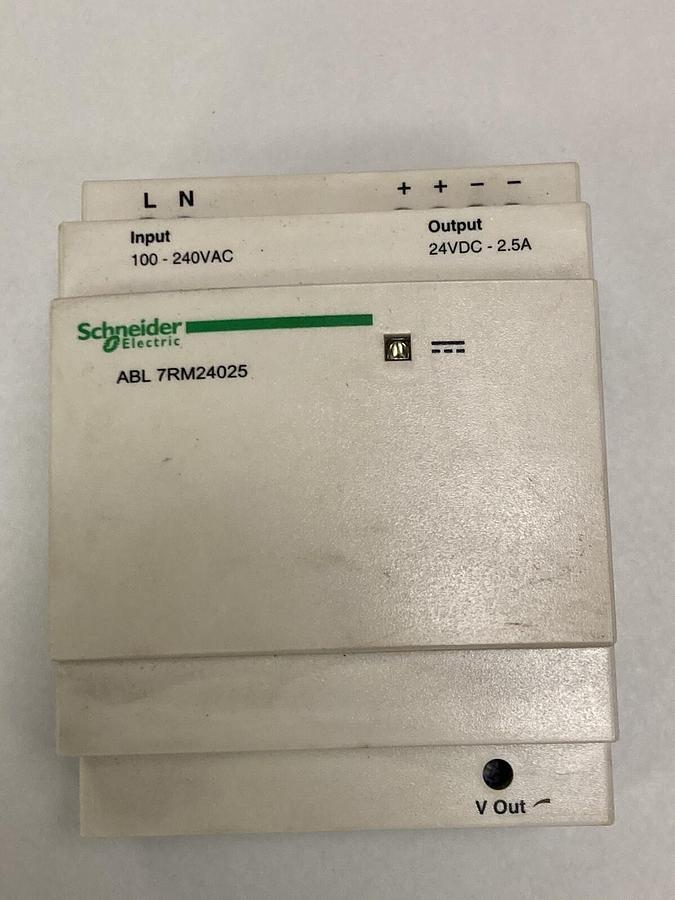 L N
+ + − −
Input
100 - 240VAC
Output
24VDC - 2.5A
Schneider
Electric
ABL 7RM24025
V Out